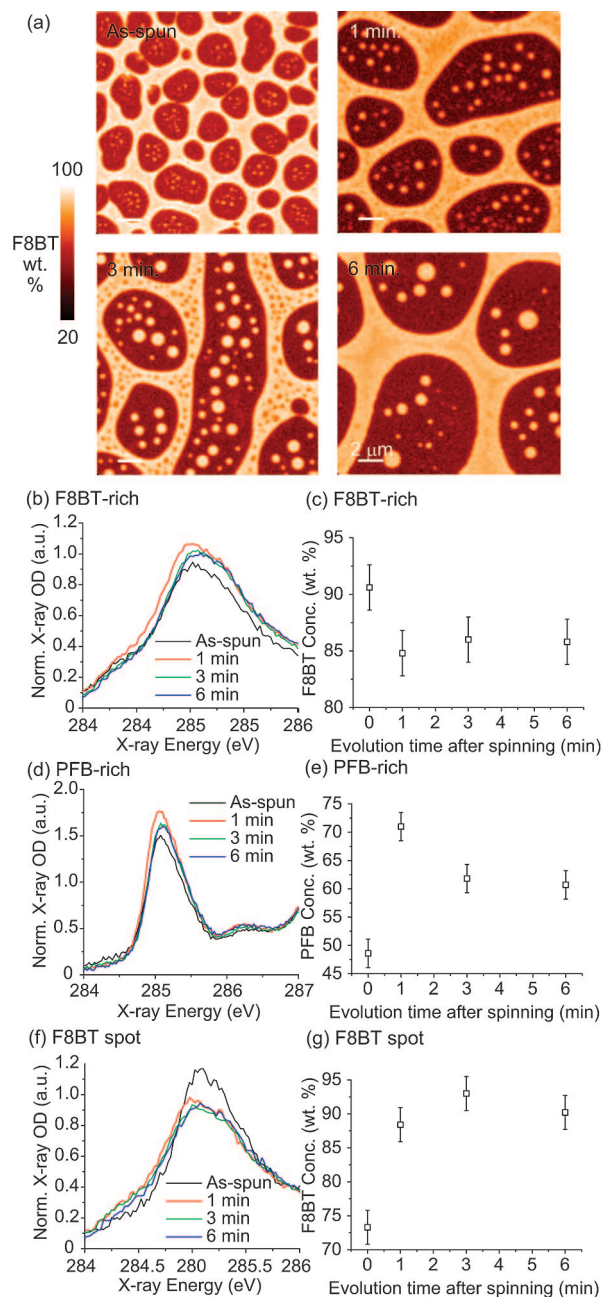 (a)
As-spun
1 min.
100
F8BT
wt.
%
20
3 min.
6 min.
2 μm
(b) F8BT-rich
1.2
1.0
0.8
0.6
0.4
0.2
0
Norm. X-ray OD (a.u.)
As-spun
1 min
3 min
6 min
284 284 285 285 286
X-ray Energy (eV)
(c) F8BT-rich
95
90
85
80
F8BT Conc. (wt. %)
0 1 2 3 4 5 6
Evolution time after spinning (min)
(d) PFB-rich
2.0
1.5
1.0
0.5
0
Norm. X-ray OD (a.u.)
As-spun
1 min
3 min
6 min
284 285 286 287
X-ray Energy (eV)
(e) PFB-rich
75
70
65
60
55
50
45
PFB Conc. (wt. %)
0 1 2 3 4 5 6
Evolution time after spinning (min)
(f) F8BT spot
1.2
1.0
0.8
0.6
0.4
0.2
0
Norm. X-ray OD (a.u.)
As-spun
1 min
3 min
6 min
284 284.5 280 285.5 286
X-ray Energy (eV)
(g) F8BT spot
95
90
85
80
75
70
F8BT Conc. (wt. %)
0 1 2 3 4 5 6
Evolution time after spinning (min)